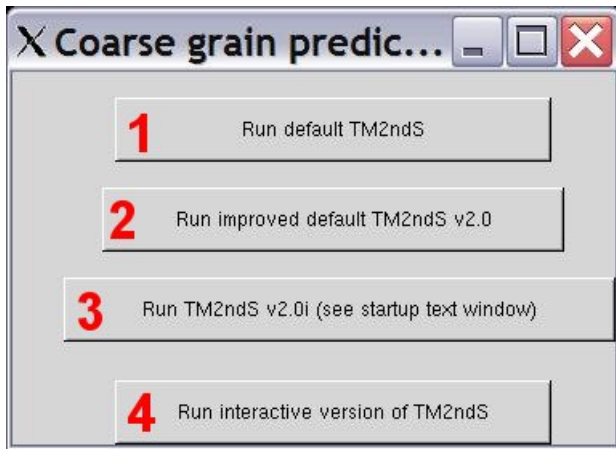 X Coarse grain predic...
1 Run default TM2ndS
2 Run improved default TM2ndS v2.0
3 Run TM2ndS v2.0i (see startup text window)
4 Run interactive version of TM2ndS